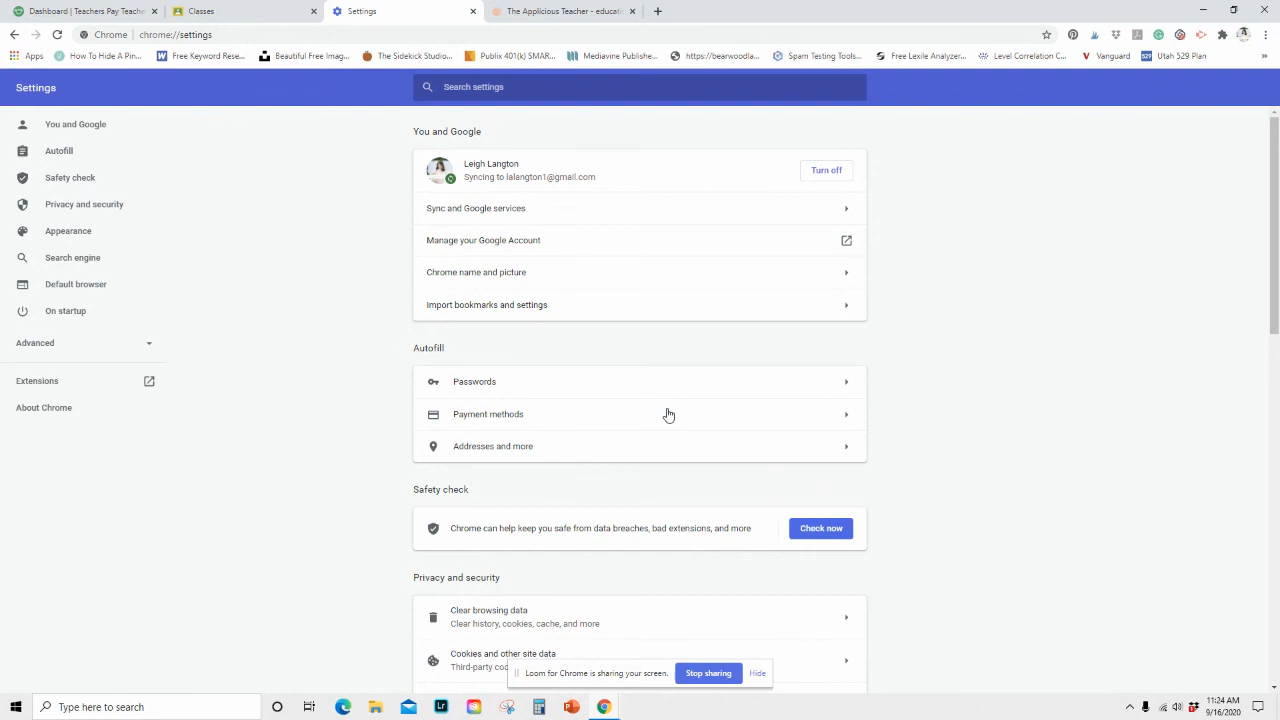 Dashboard | Teachers Pay Teache
Classes
Settings
The Applicious Teacher - educati
Chrome | chrome://settings
Apps
How To Hide A Pin...
Free Keyword Rese...
Beautiful Free Imag...
The Sidekick Studio...
Publix 401(k) SMAR...
Mediavine Publishe...
https://bearwoodla...
Spam Testing Tools...
Free Lexile Analyzer...
Level Correlation C...
Vanguard
529 Utah 529 Plan
»
Settings
Search settings
You and Google
Autofill
Safety check
Privacy and security
Appearance
Search engine
Default browser
On startup
Advanced
Extensions
About Chrome
You and Google
Leigh Langton
Syncing to lalangton1@gmail.com
Turn off
Sync and Google services
Manage your Google Account
Chrome name and picture
Import bookmarks and settings
Autofill
Passwords
Payment methods
Addresses and more
Safety check
Chrome can help keep you safe from data breaches, bad extensions, and more
Check now
Privacy and security
Clear browsing data
Clear history, cookies, cache, and more
Cookies and other site data
Third-party coo
Loom for Chrome is sharing your screen.
Stop sharing
Hide
Type here to search
Lr
11:24 AM
9/16/2020